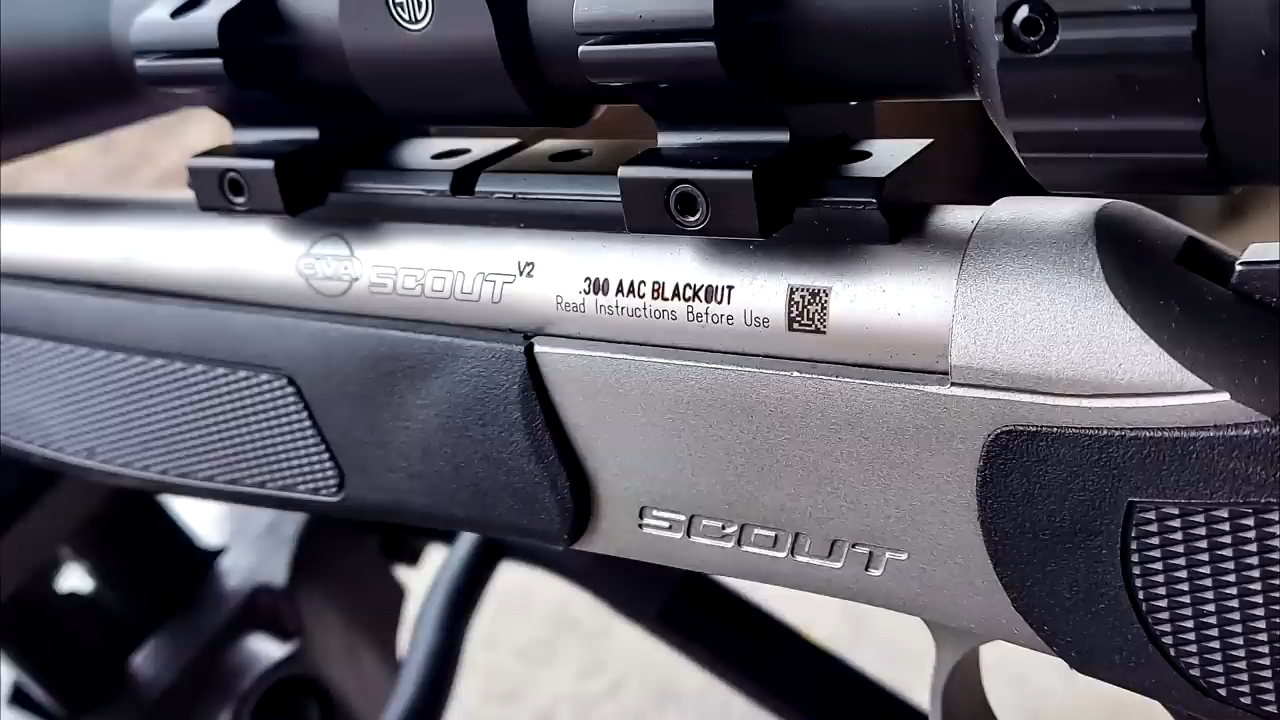 CVA SCOUT V2
.300 AAC BLACKOUT
Read Instructions Before Use
SCOUT